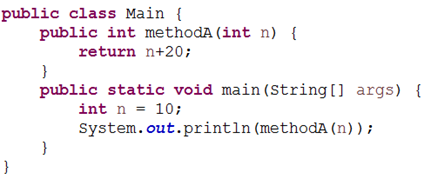 public class Main {
    public int methodA(int n) {
        return n+20;
    }
    public static void main(String[] args) {
        int n = 10;
        System.out.println(methodA(n));
    }
}